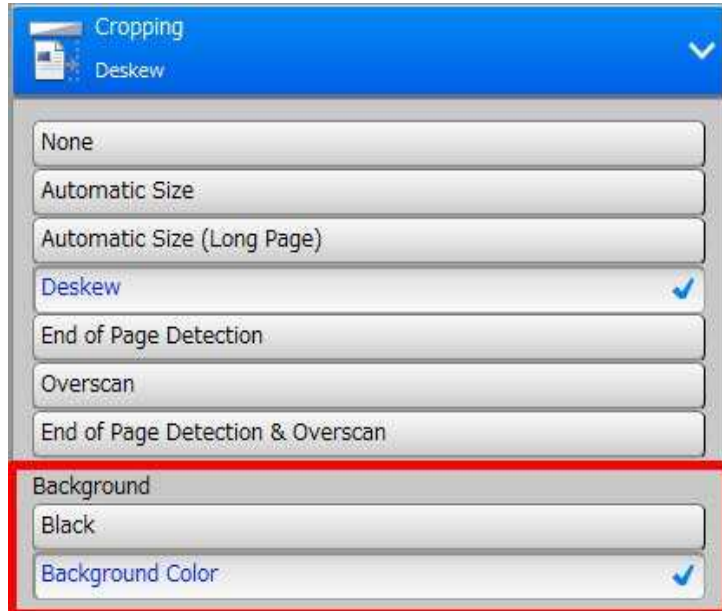 Cropping
Deskew
None
Automatic Size
Automatic Size (Long Page)
Deskew
End of Page Detection
Overscan
End of Page Detection & Overscan
Background
Black
Background Color